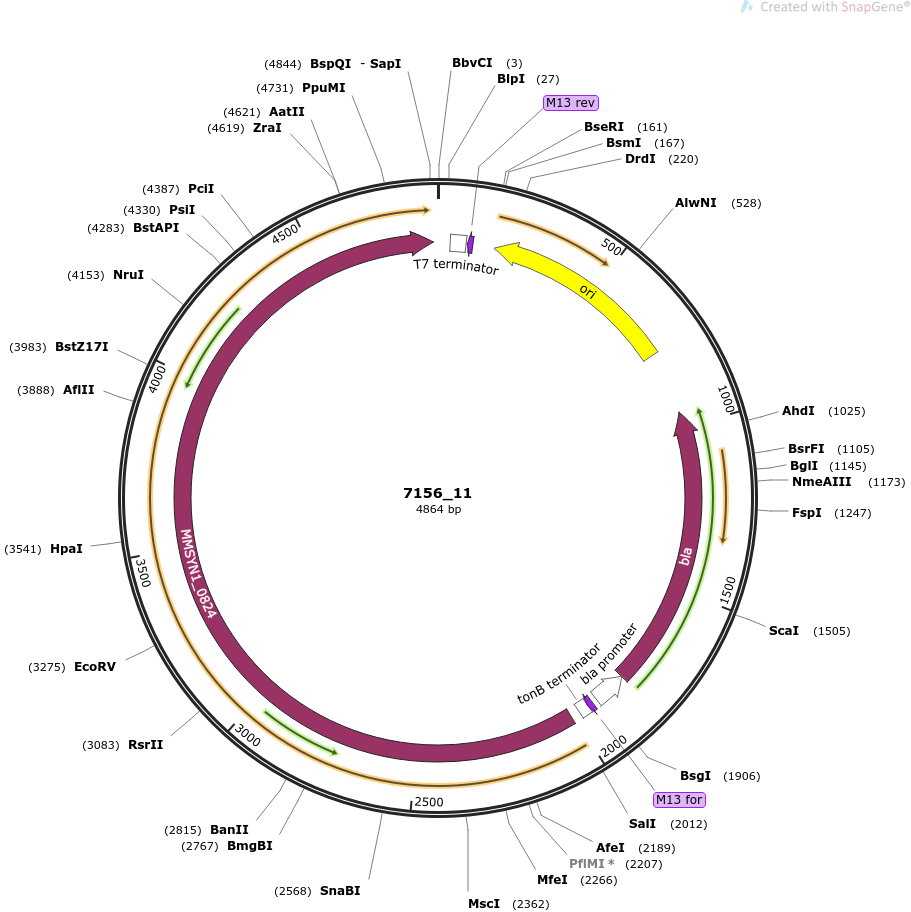 Created with SnapGene®
(4844) BspQI - SapI
BbvCI (3)
(4731) PpuMI
BlpI (27)
M13 rev
(4621) AatII
(4619) ZraI
BseRI (161)
BsmI (167)
DrdI (220)
(4387) PciI
(4330) PsiI
(4283) BstAPI
AlwNI (528)
4500
500
T7 terminator
(4153) NruI
ori
(3983) BstZ17I
(3888) AflII
4000
1000
AhdI (1025)
BsrFI (1105)
BglI (1145)
NmeAIII (1173)
FspI (1247)
7156_11
4864 bp
(3541) HpaI
3500
MMSYN1_0824
bla
1500
ScaI (1505)
(3275) EcoRV
tonB terminator
bla promoter
(3083) RsrII
3000
2000
BsgI (1906)
M13 for
2500
SalI (2012)
(2815) BanII
(2767) BmgBI
AfeI (2189)
PflMI * (2207)
MfeI (2266)
(2568) SnaBI
MscI (2362)